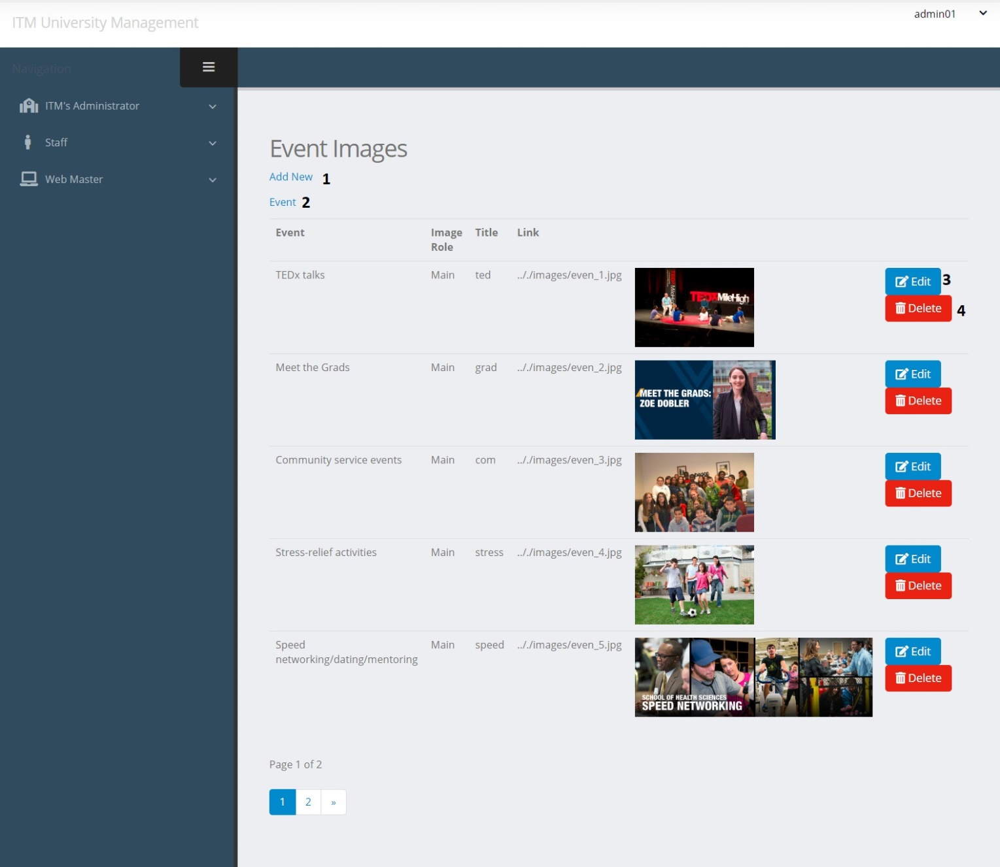 ITM University Management
admin01
Navigation
ITM's Administrator
Staff
Web Master
Event Images
Add New 1
Event 2
Event Image Role Title Link
TEDx talks Main ted .././images/even_1.jpg Edit 3
TEDx MileHigh
Delete 4
Meet the Grads Main grad .././images/even_2.jpg Edit
MEET THE GRADS:
ZOE DOBLER
Delete
Community service events Main com .././images/even_3.jpg Edit
Delete
Stress-relief activities Main stress .././images/even_4.jpg Edit
Delete
Speed networking/dating/mentoring Main speed .././images/even_5.jpg Edit
Delete
SCHOOL OF HEALTH SCIENCES
SPEED NETWORKING
Page 1 of 2
1 2 »